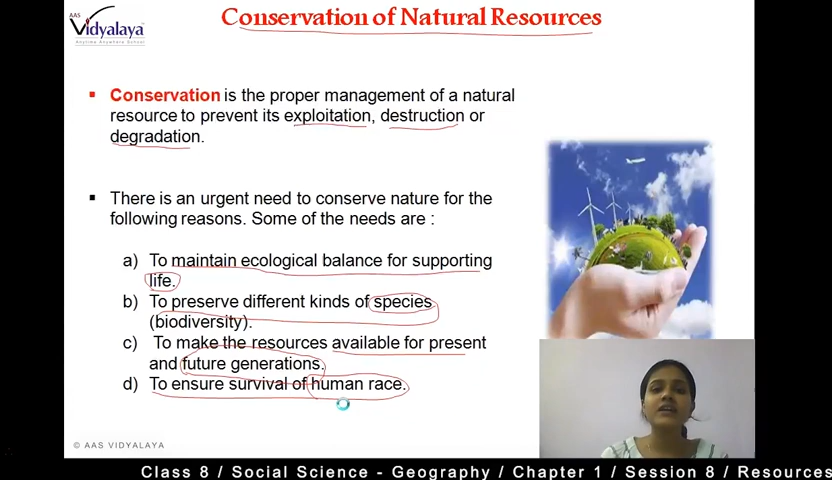 AAS
Vidyalaya
Anytime Anywhere School
Conservation of Natural Resources
▪ Conservation is the proper management of a natural
resource to prevent its exploitation, destruction or
degradation.
▪ There is an urgent need to conserve nature for the
following reasons. Some of the needs are :
a) To maintain ecological balance for supporting
life.
b) To preserve different kinds of species
(biodiversity).
c) To make the resources available for present
and future generations.
d) To ensure survival of human race.
© AAS VIDYALAYA
Class 8 / Social Science - Geography / Chapter 1 / Session 8 / Resources